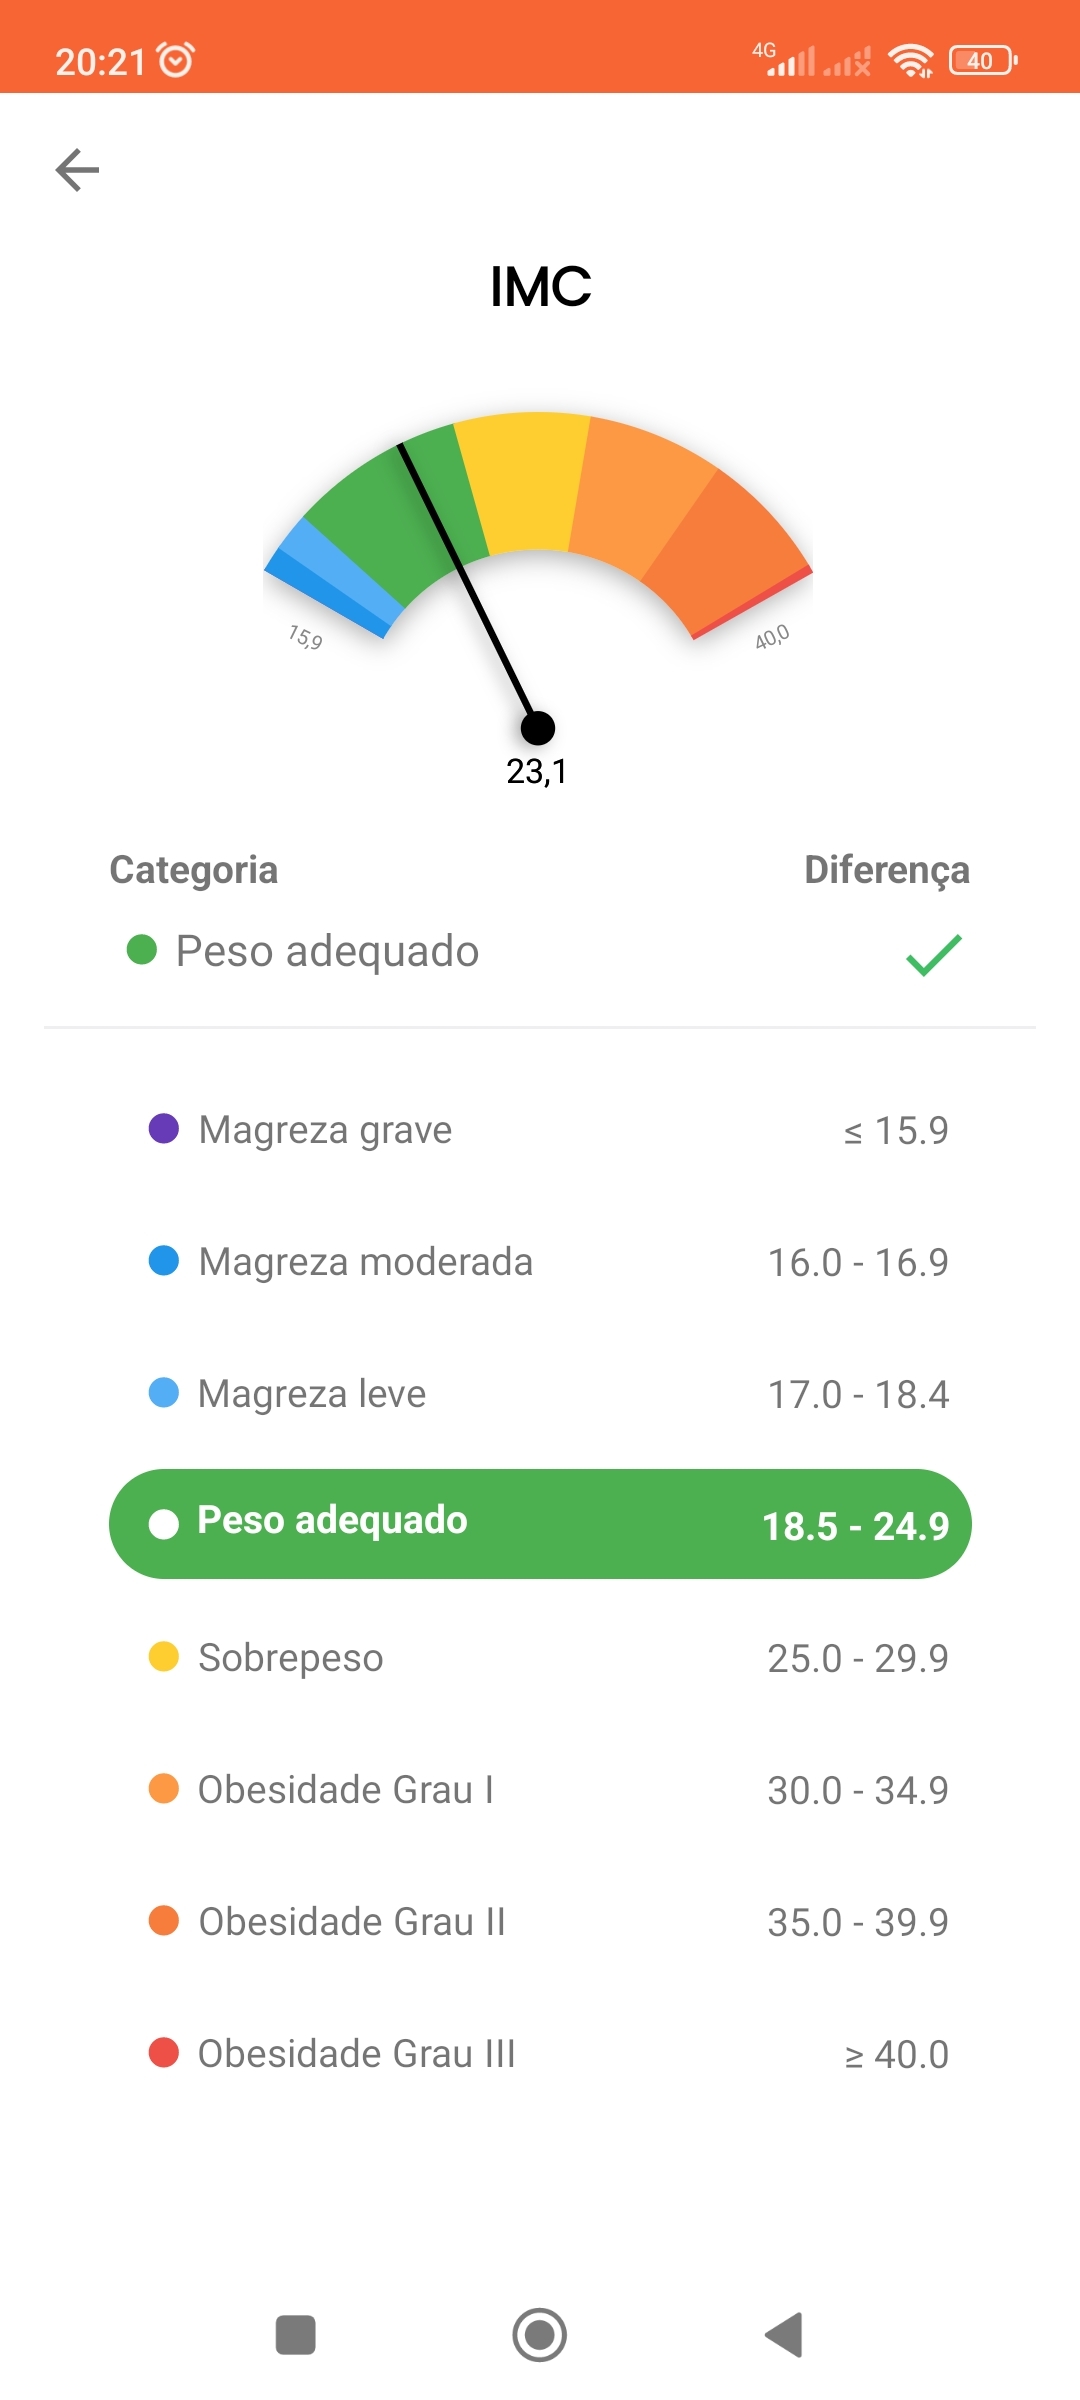 20:21
4G
40
IMC
15,9
40,0
23,1
Categoria Diferença
Peso adequado
Magreza grave ≤ 15.9
Magreza moderada 16.0 - 16.9
Magreza leve 17.0 - 18.4
Peso adequado 18.5 - 24.9
Sobrepeso 25.0 - 29.9
Obesidade Grau I 30.0 - 34.9
Obesidade Grau II 35.0 - 39.9
Obesidade Grau III ≥ 40.0